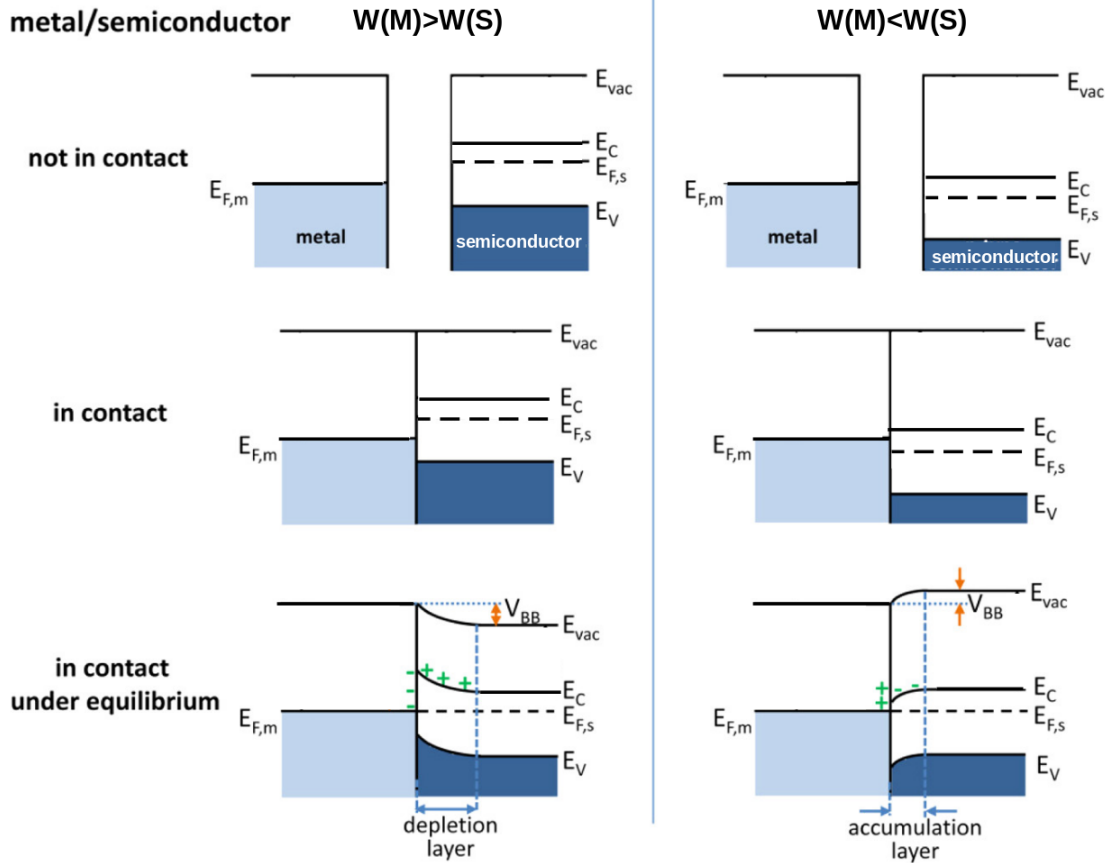 metal/semiconductor W(M)>W(S) W(M)<W(S)
E_vac E_vac
not in contact
E_C
E_F,s
E_F,m
E_V
metal semiconductor
E_F,m
E_C
E_F,s
E_V
metal semiconductor
in contact
E_vac
E_C
E_F,s
E_F,m
E_V
E_vac
E_C
E_F,m
E_F,s
E_V
in contact
under equilibrium
V_BB
E_vac
- + + +
-
-
E_C
E_F,m
E_F,s
E_V
depletion
layer
V_BB
E_vac
+ - -
+
E_C
E_F,m
E_F,s
E_V
accumulation
layer